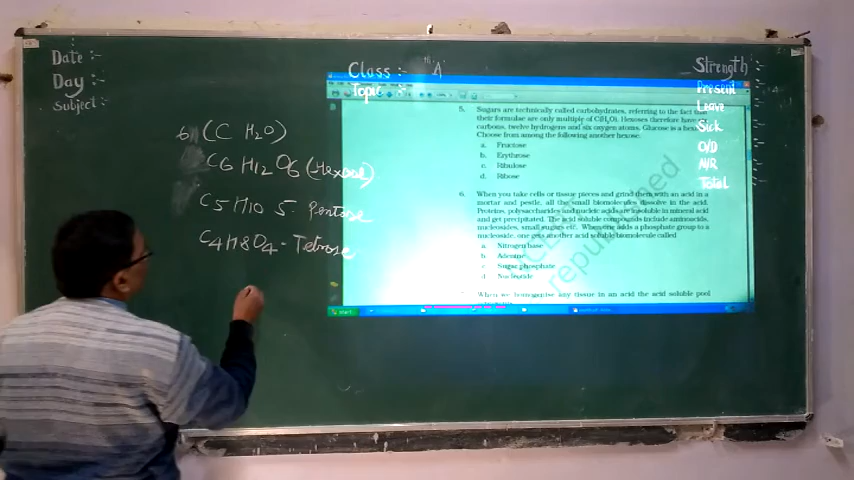 Date :-
Day :-
Subject :-
Class :- A
Topic
Strength :-
Present
Leave
Sick
O/D
N/R
Total
6 (C H2O)
C6 H12 O6 (Hexose)
C5 H10 5 - Pentose
C4 H8 O4 - Tetrose
5. Sugars are technically called carbohydrates, referring to the fact that
their formulae are only multiply of C(H2O). Hexoses therefore have
carbons, twelve hydrogens and six oxygen atoms. Glucose is a
Choose from among the following another hexose.
a. Fructose
b. Erythrose
c. Ribulose
d. Ribose
6. When you take cells or tissue pieces and grind them with an acid in a
mortar and pestle, all the small biomolecules dissolve in the acid.
Proteins, polysaccharides and nucleic acids are insoluble in mineral acid
and get precipitated. The acid soluble compounds include aminoacids,
nucleosides, small sugars etc. When one adds a phosphate group to a
nucleoside, one gets another acid soluble biomolecule called
a. Nitrogen base
b. Adenine
c. Sugar phosphate
d. Nucleotide
When we homogenise any tissue in an acid the acid soluble pool
start
republished